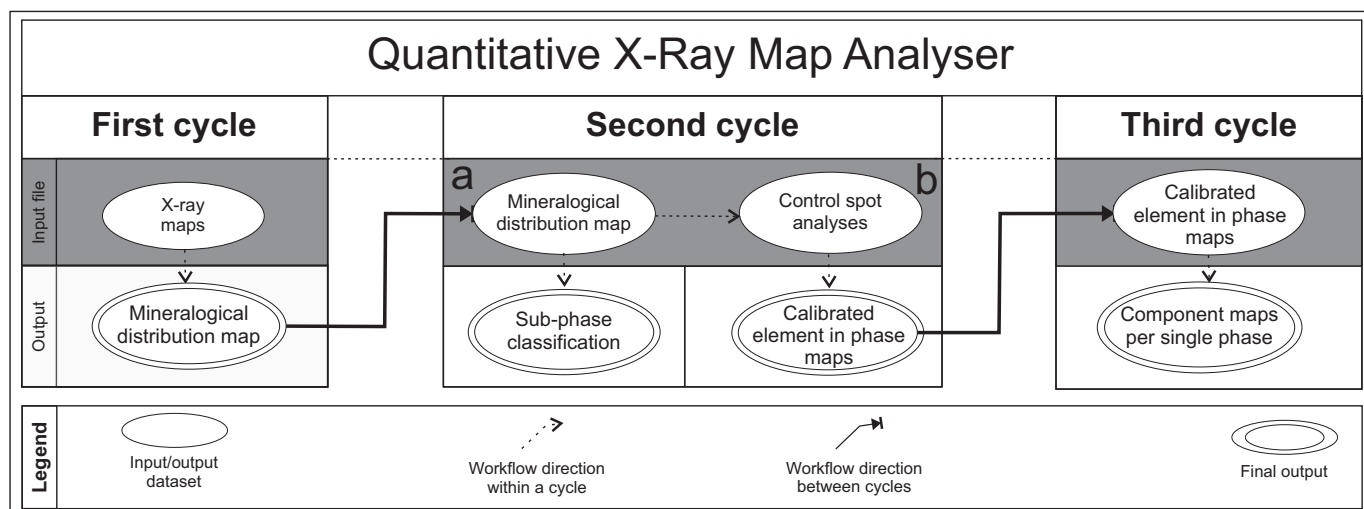 Quantitative X-Ray Map Analyser
First cycle
Second cycle
Third cycle
Input file
X-ray
maps
a
Mineralogical
distribution map
Control spot
analyses
b
Calibrated
element in phase
maps
Output
Mineralogical
distribution map
Sub-phase
classification
Calibrated
element in phase
maps
Component maps
per single phase
Legend
Input/output
dataset
Workflow direction
within a cycle
Workflow direction
between cycles
Final output